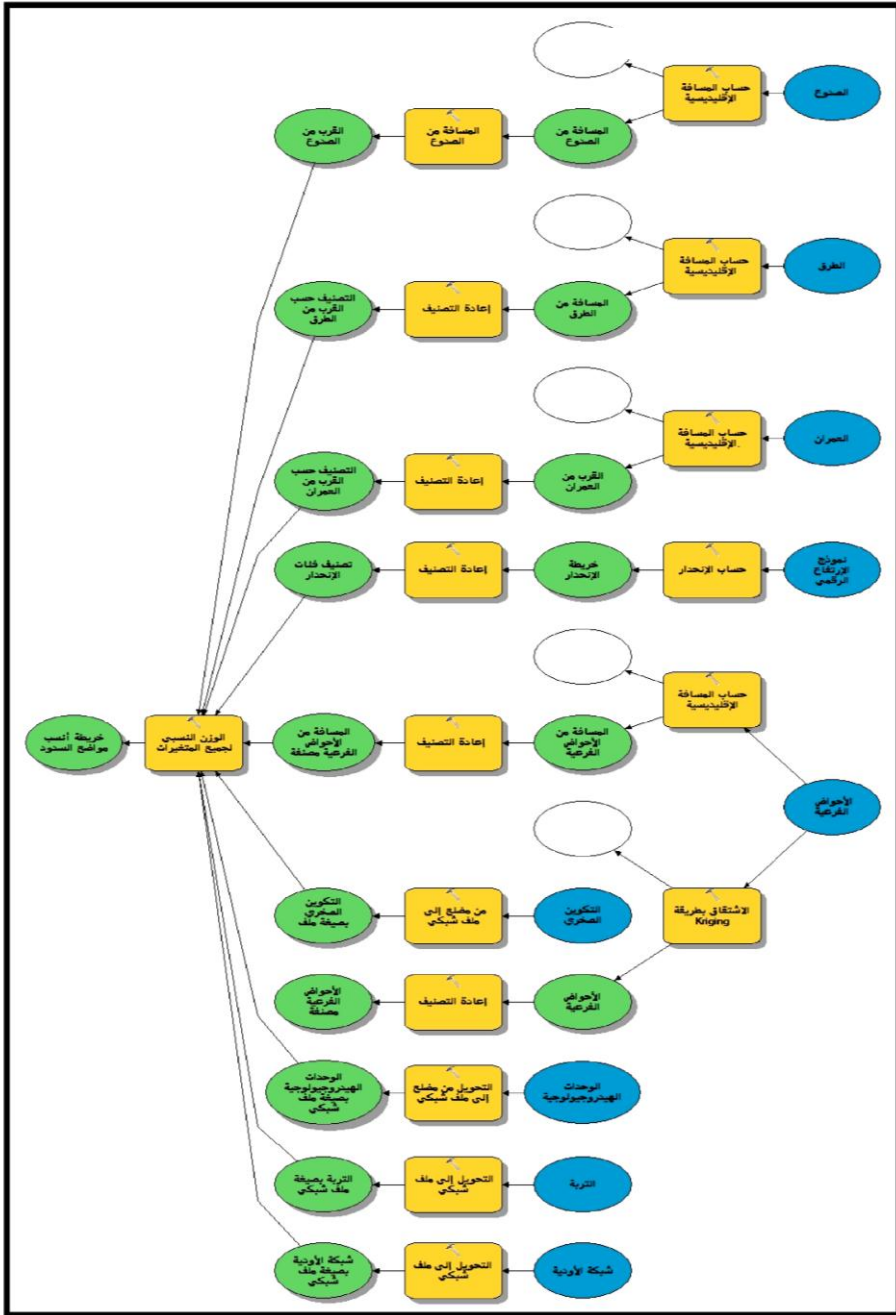 الصدوع
حساب المسافة
الإقليديسية
المسافة من
الصدوع
المسافة من
الصدوع
القرب من
الصدوع
الطرق
حساب المسافة
الإقليديسية
المسافة من
الطرق
إعادة التصنيف
التصنيف حسب
القرب من
الطرق
العمران
حساب المسافة
الإقليديسية.
القرب من
العمران
إعادة التصنيف
التصنيف حسب
القرب من
العمران
نموذج
الإرتفاع
الرقمي
حساب الإنحدار
خريطة
الإنحدار
إعادة التصنيف
تصنيف فئات
الإنحدار
الأحواض
الفرعية
حساب المسافة
الإقليديسية
المسافة من
الأحواض
الفرعية
إعادة التصنيف
المسافة من
الأحواض
الفرعية مصنفة
الوزن النسبي
لجميع المتغيرات
خريطة أنسب
مواضع السدود
الاشتقاق بطريقة
Kriging
التكوين
الصخري
من مضلع إلى
ملف شبكي
التكوين
الصخري
بصيغة ملف
الأحواض
الفرعية
إعادة التصنيف
الأحواض
الفرعية
مصنفة
الوحدات
الهيدروجيولوجية
التحويل من مضلع
إلى ملف شبكي
الوحدات
الهيدروجيولوجية
بصيغة ملف
شبكي
التربة
التحويل إلى ملف
شبكي
التربة بصيغة
ملف شبكي
شبكة الأودية
التحويل إلى ملف
شبكي
شبكة الأودية
بصيغة ملف
شبكي